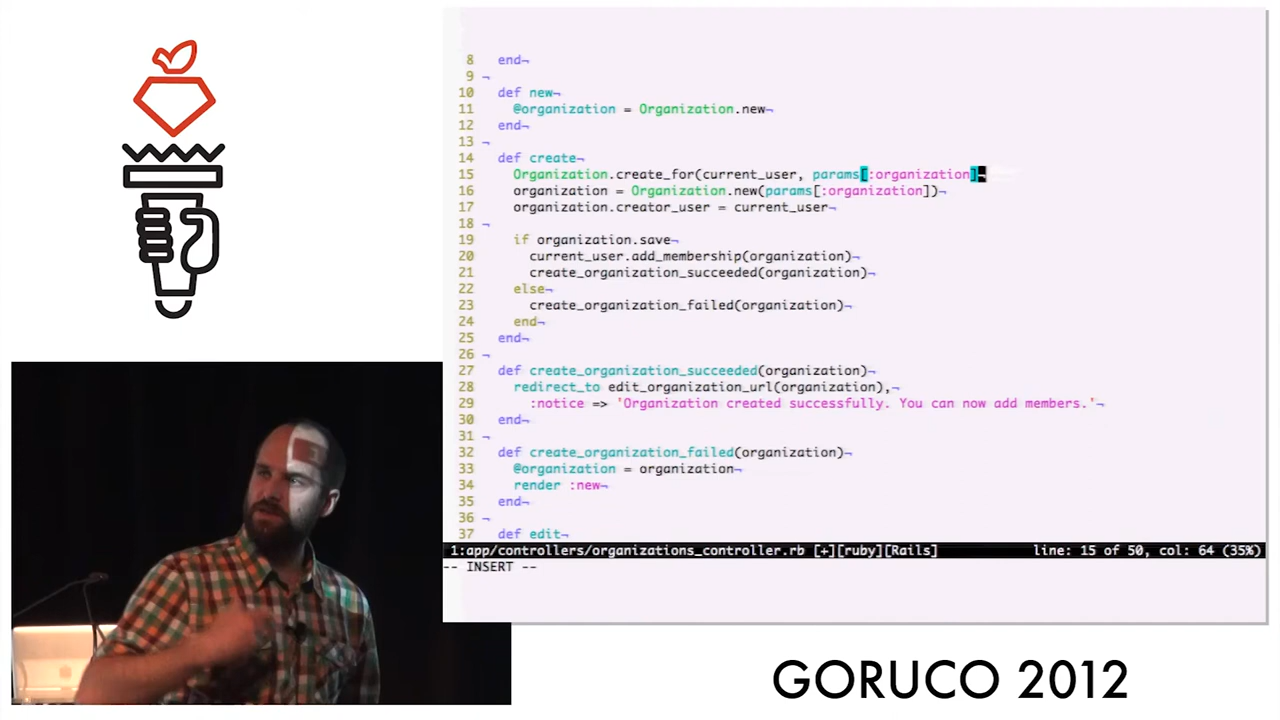 8 end¬
9 ¬
10 def new¬
11 @organization = Organization.new¬
12 end¬
13 ¬
14 def create¬
15 Organization.create_for(current_user, params[:organization]¬
16 organization = Organization.new(params[:organization])¬
17 organization.creator_user = current_user¬
18 ¬
19 if organization.save¬
20 current_user.add_membership(organization)¬
21 create_organization_succeeded(organization)¬
22 else¬
23 create_organization_failed(organization)¬
24 end¬
25 end¬
26 ¬
27 def create_organization_succeeded(organization)¬
28 redirect_to edit_organization_url(organization),¬
29 :notice => 'Organization created successfully. You can now add members.'¬
30 end¬
31 ¬
32 def create_organization_failed(organization)¬
33 @organization = organization¬
34 render :new¬
35 end¬
36 ¬
37 def edit¬
1:app/controllers/organizations_controller.rb [+][ruby][Rails] line: 15 of 50, col: 64 (35%)
-- INSERT --
GORUCO 2012